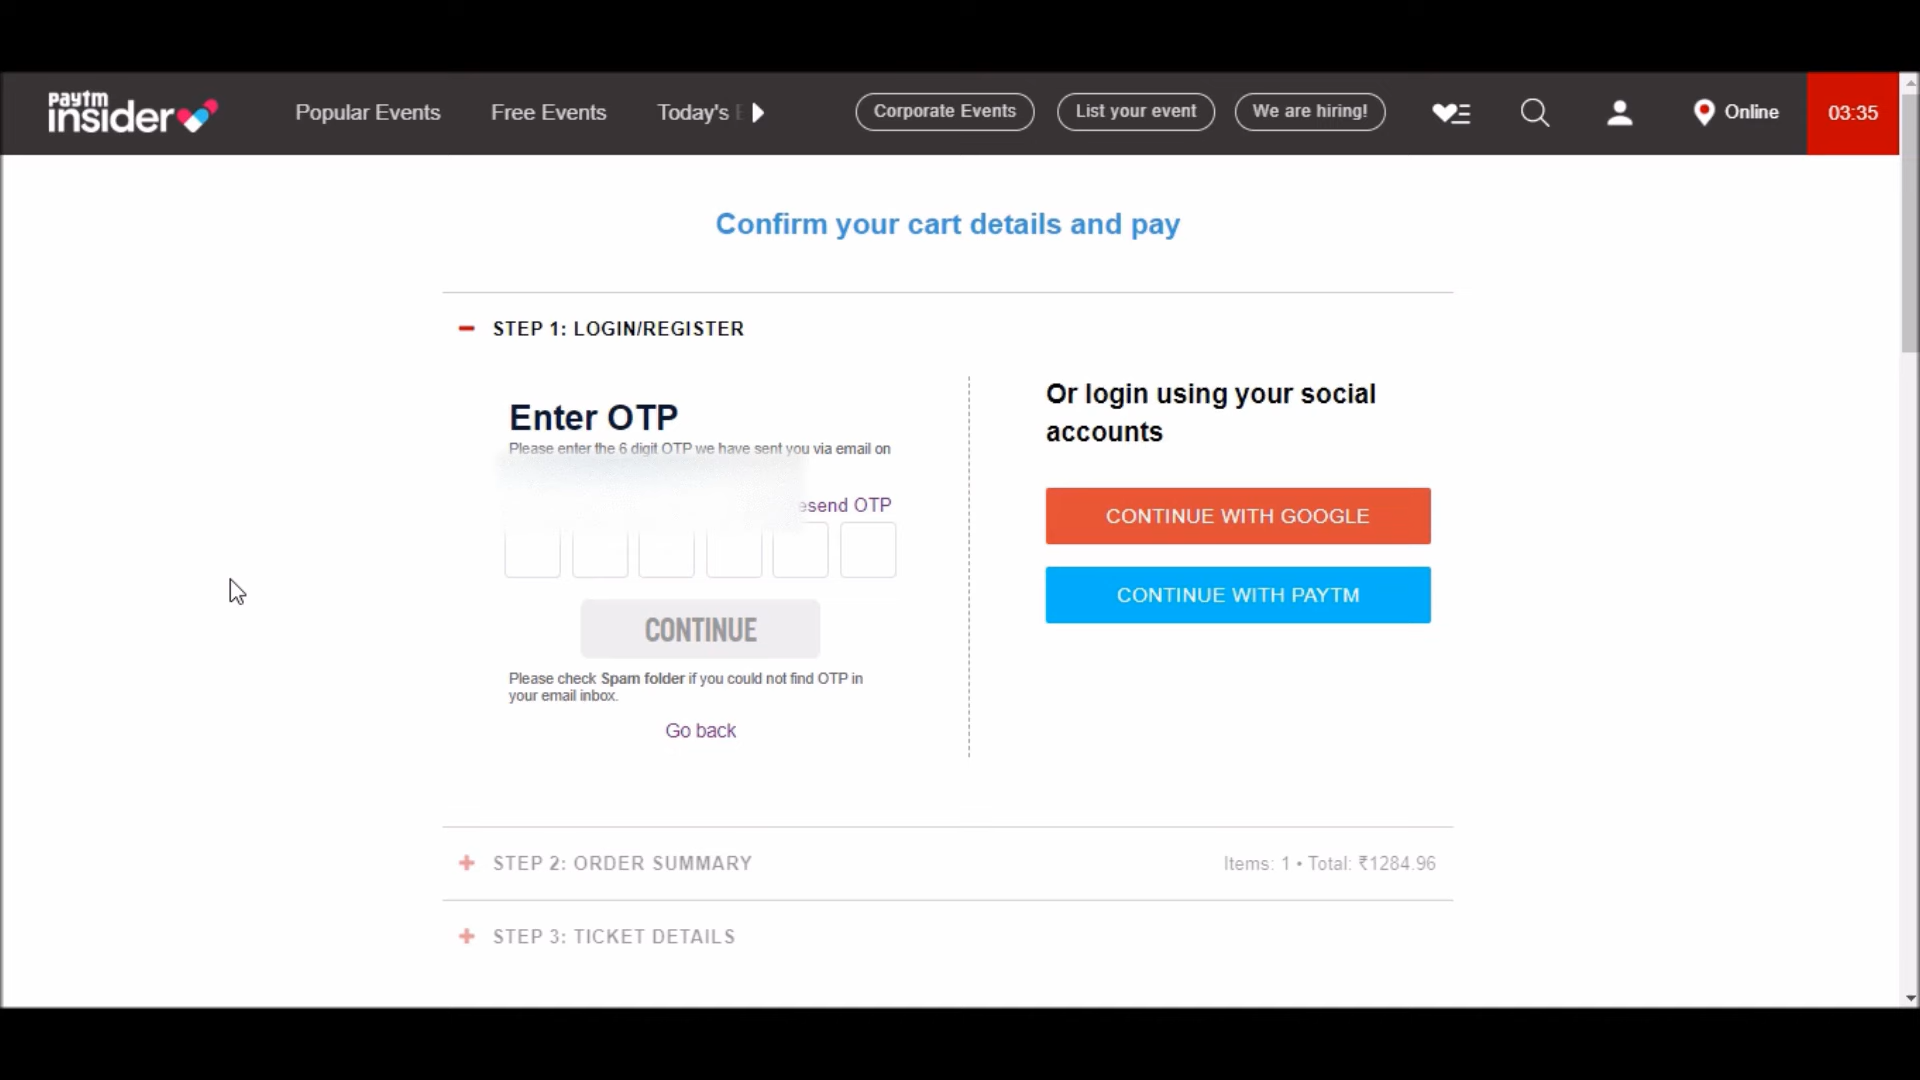 paytm
insider
Popular Events
Free Events
Today's
Corporate Events
List your event
We are hiring!
Online
03:35
Confirm your cart details and pay
STEP 1: LOGIN/REGISTER
Enter OTP
Please enter the 6 digit OTP we have sent you via email on
esend OTP
CONTINUE
Please check Spam folder if you could not find OTP in
your email inbox.
Go back
Or login using your social
accounts
CONTINUE WITH GOOGLE
CONTINUE WITH PAYTM
STEP 2: ORDER SUMMARY
Items: 1 • Total: ₹1284.96
STEP 3: TICKET DETAILS